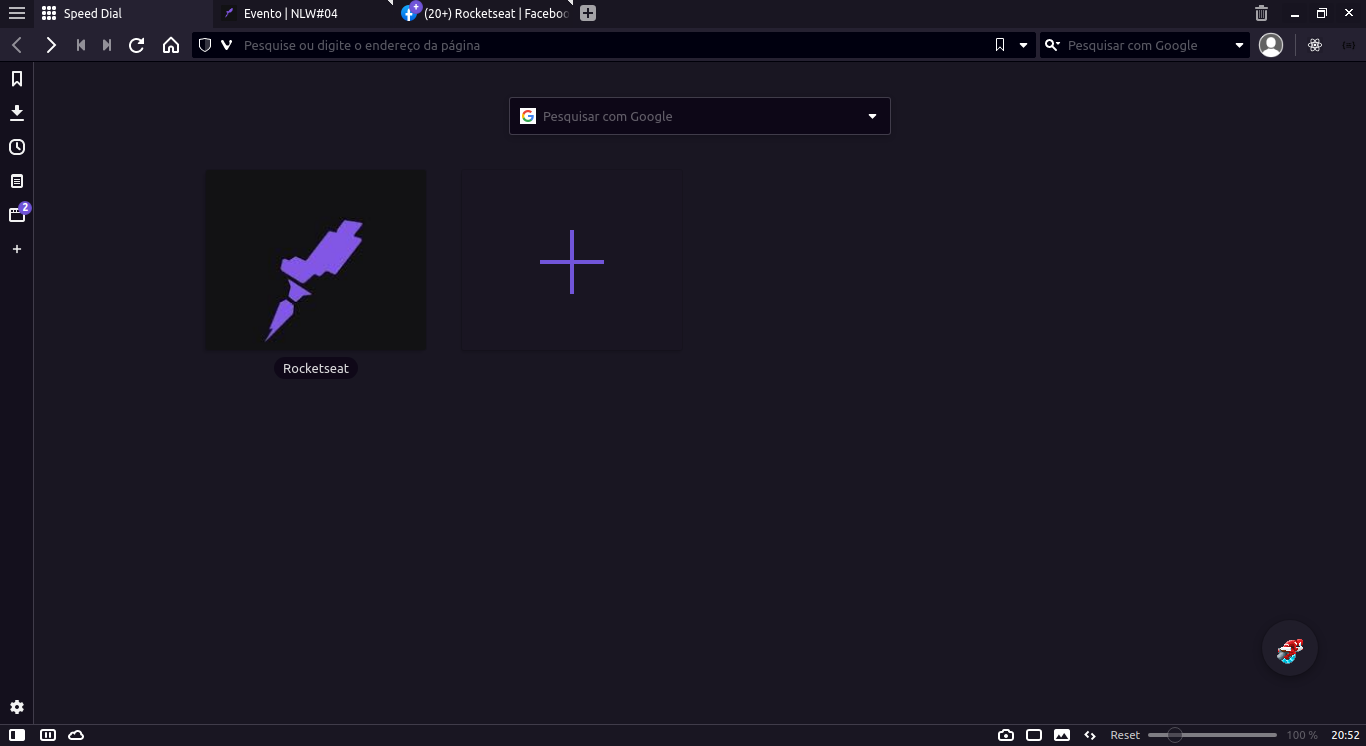 Speed Dial
Evento | NLW#04
(20+) Rocketseat | Faceboo
Pesquise ou digite o endereço da página
Pesquisar com Google
Pesquisar com Google
2
Rocketseat
Reset
100 %
20:52